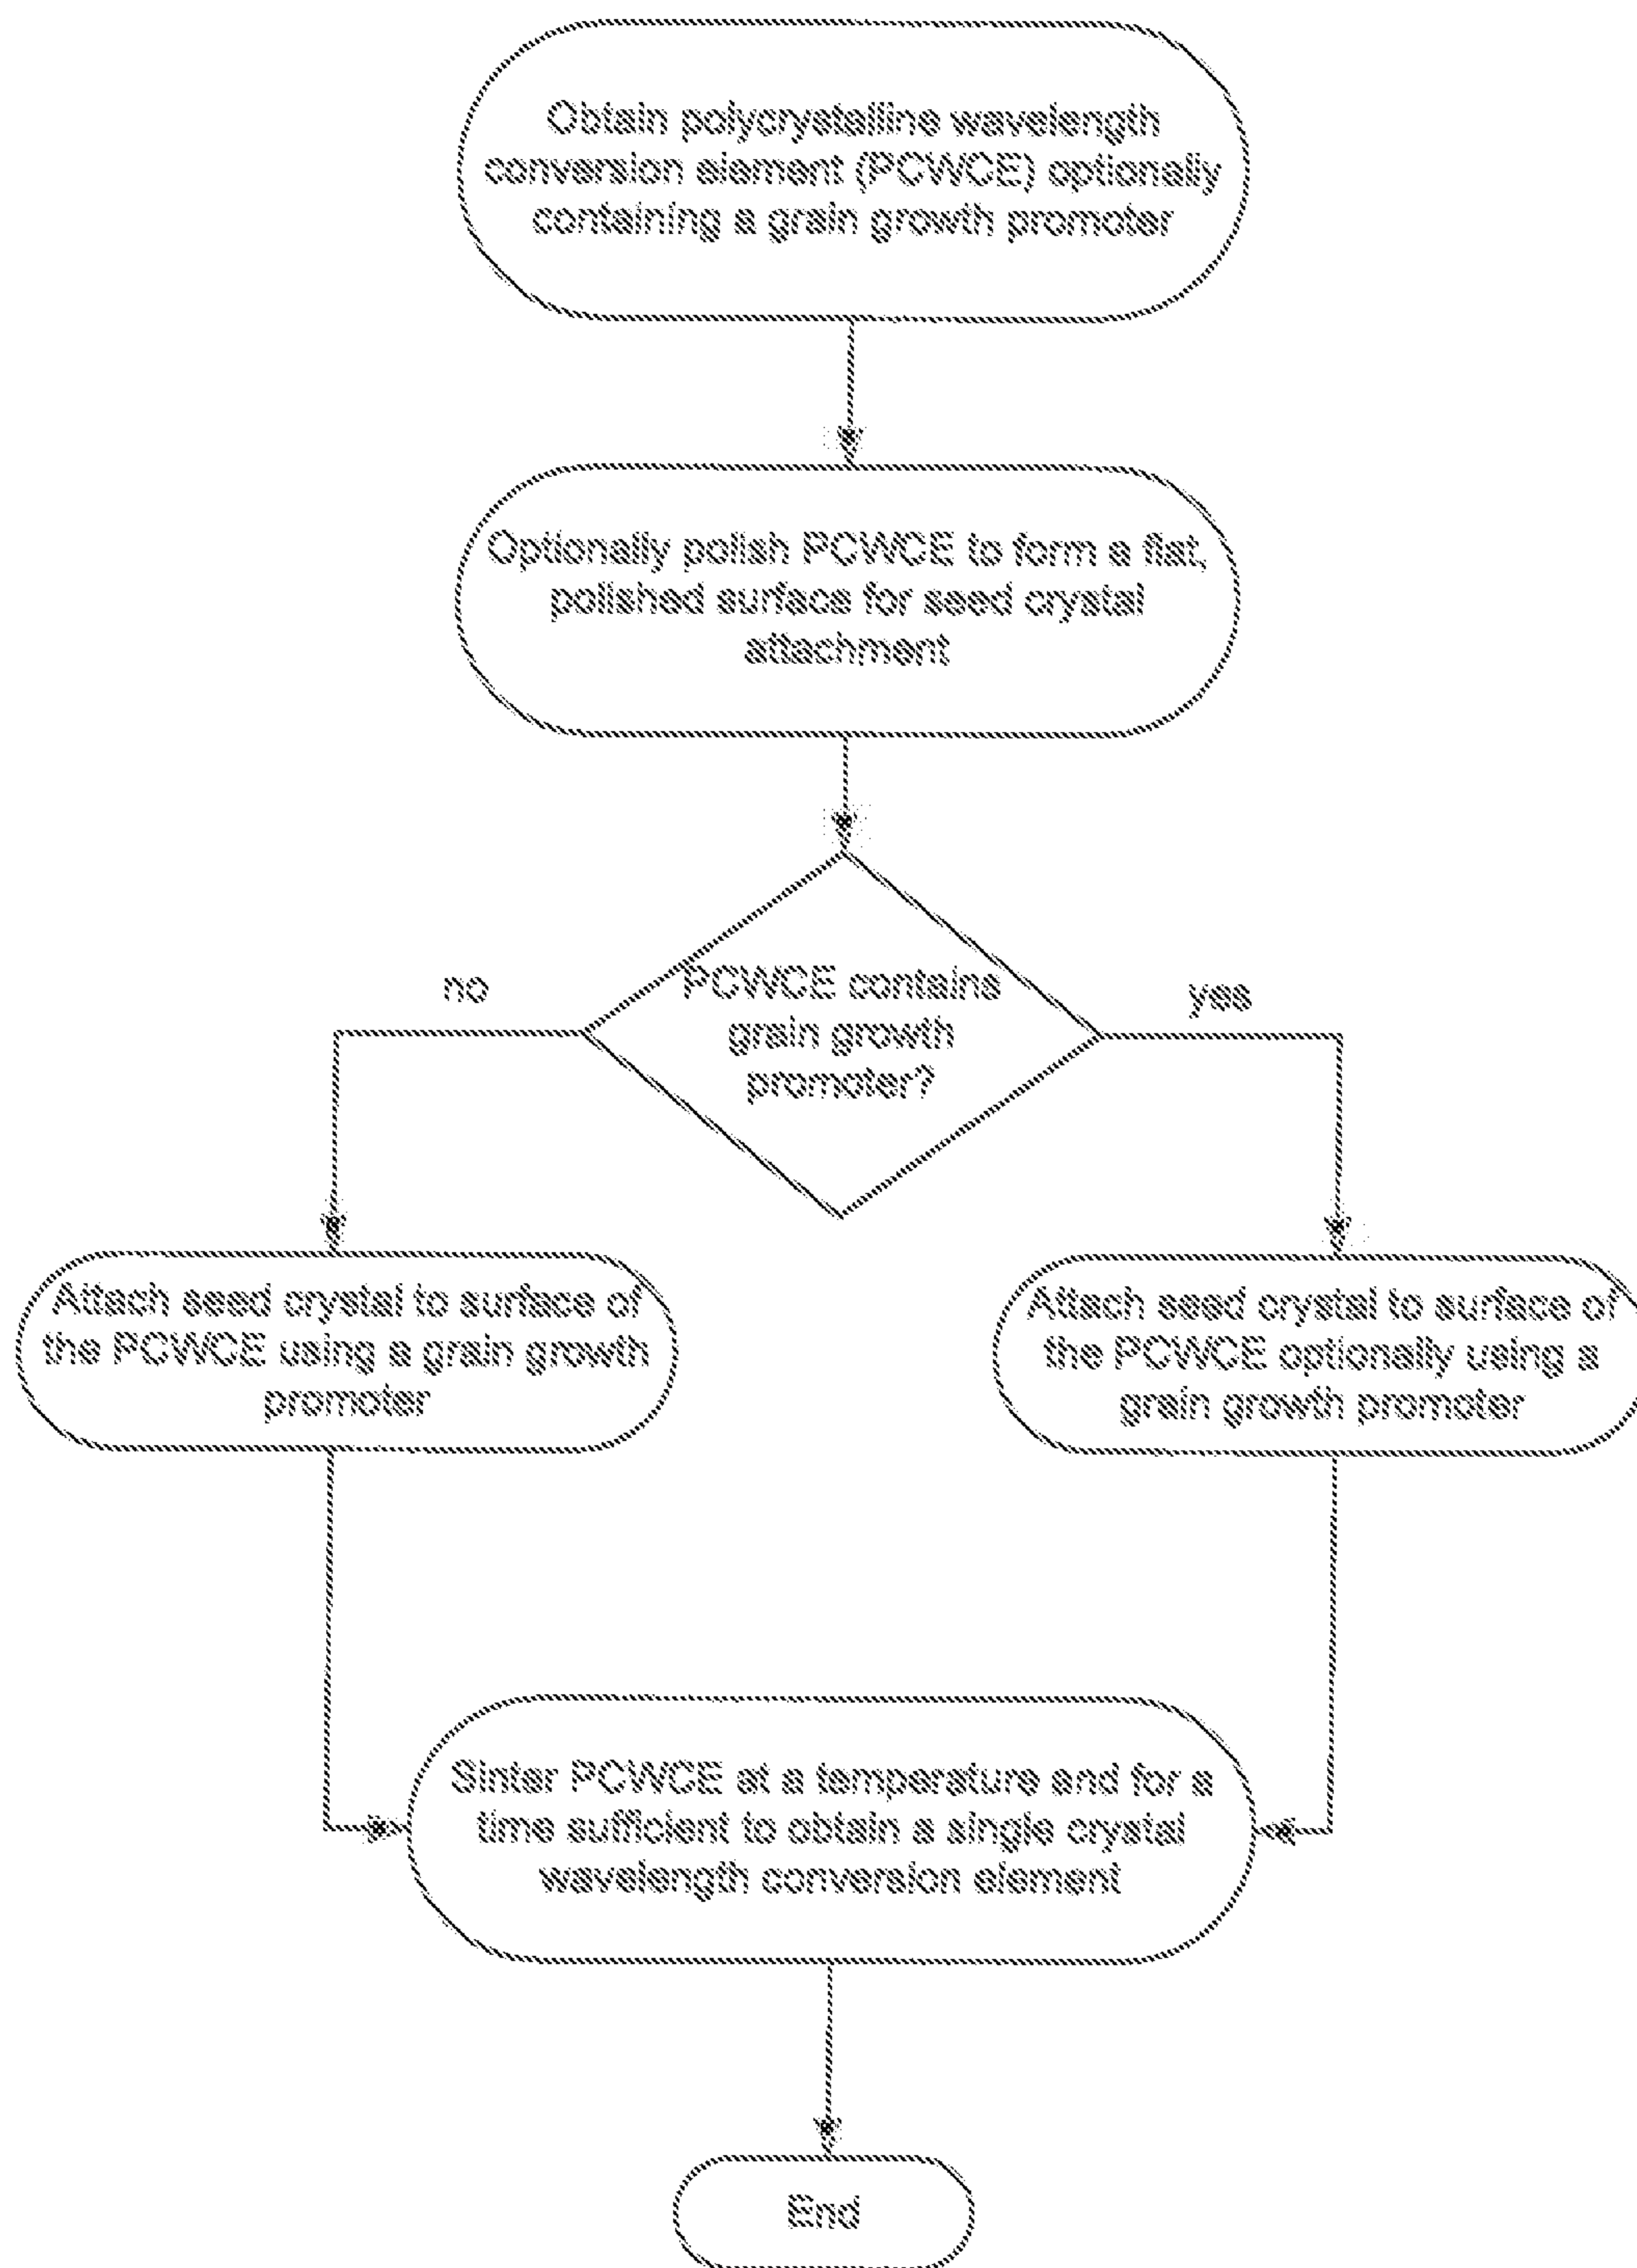 Obtain polycrystalline wavelength
conversion element (PCWCE) optionally
containing a grain growth promoter
Optionally polish PCWCE to form a flat,
polished surface for seed crystal
attachment
PCWCE contains
grain growth
promoter?
no
yes
Attach seed crystal to surface of
the PCWCE using a grain growth
promoter
Attach seed crystal to surface of
the PCWCE optionally using a
grain growth promoter
Sinter PCWCE at a temperature and for a
time sufficient to obtain a single crystal
wavelength conversion element
End